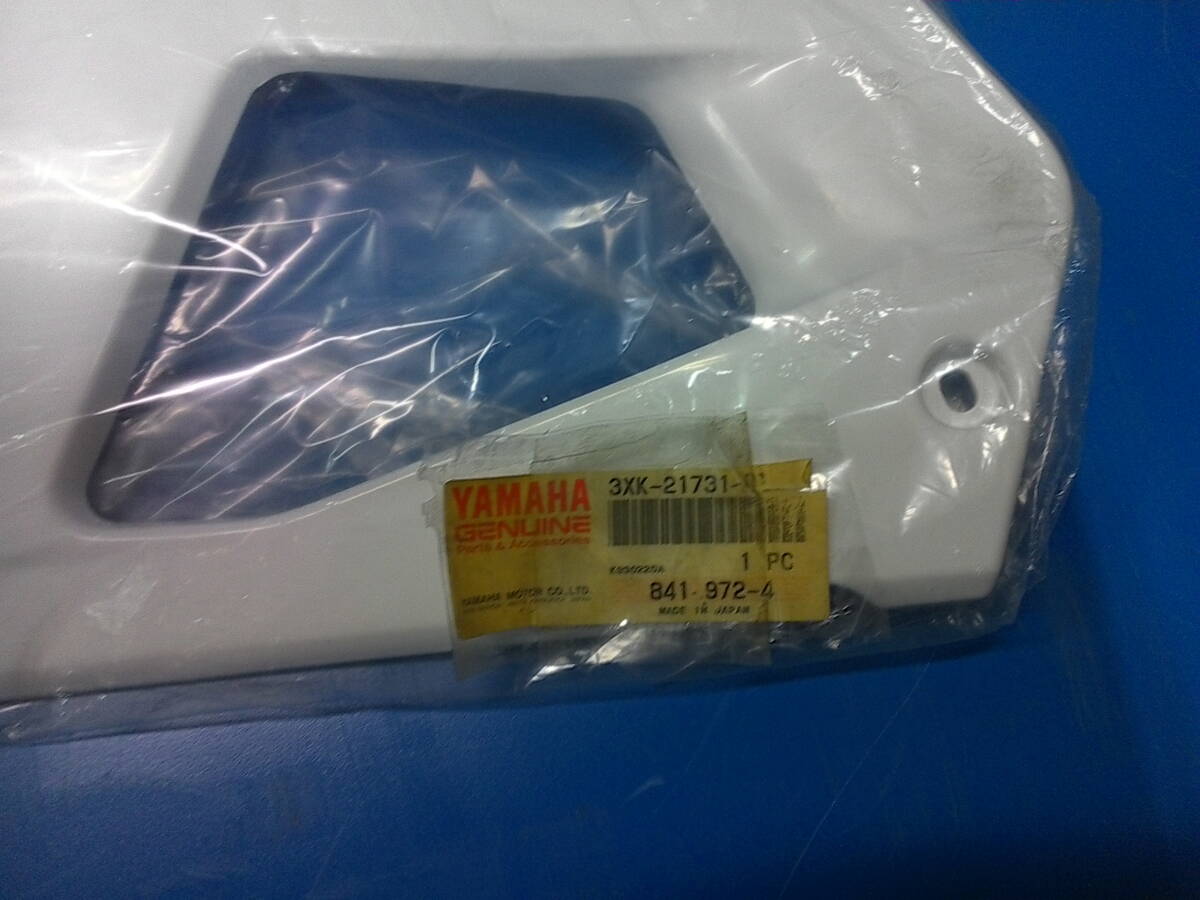 YAMAHA
GENUINE
Parts & Accessories
3XK-21731-
1 PC
YAMAHA MOTOR CO.,LTD.
841 972-4
MADE IN JAPAN